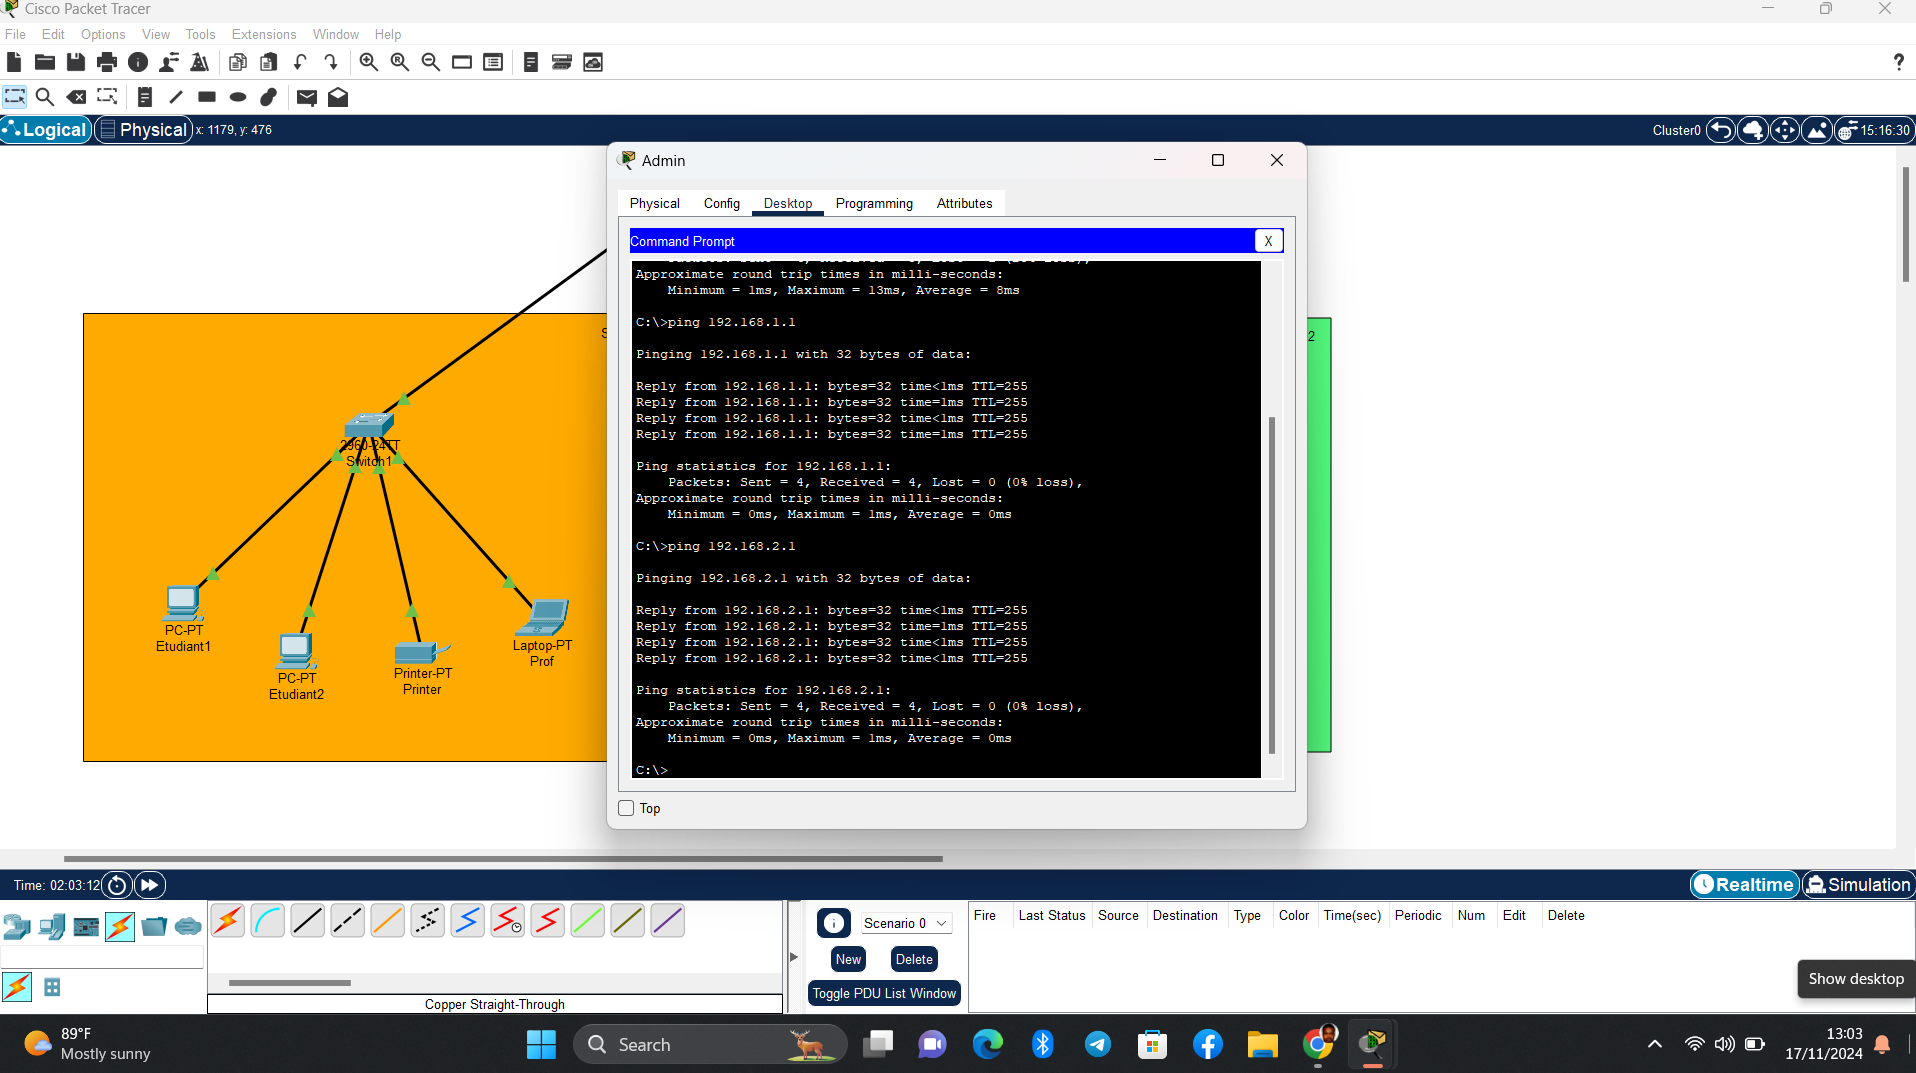 Cisco Packet Tracer
File Edit Options View Tools Extensions Window Help
Logical Physical x: 1179, y: 476 Cluster0 15:16:30
Admin
Physical Config Desktop Programming Attributes
Command Prompt X
Approximate round trip times in milli-seconds:
Minimum = 1ms, Maximum = 13ms, Average = 8ms
C:\>ping 192.168.1.1
Pinging 192.168.1.1 with 32 bytes of data:
Reply from 192.168.1.1: bytes=32 time<1ms TTL=255
Reply from 192.168.1.1: bytes=32 time=1ms TTL=255
Reply from 192.168.1.1: bytes=32 time<1ms TTL=255
Reply from 192.168.1.1: bytes=32 time=1ms TTL=255
Ping statistics for 192.168.1.1:
Packets: Sent = 4, Received = 4, Lost = 0 (0% loss),
Approximate round trip times in milli-seconds:
Minimum = 0ms, Maximum = 1ms, Average = 0ms
C:\>ping 192.168.2.1
Pinging 192.168.2.1 with 32 bytes of data:
Reply from 192.168.2.1: bytes=32 time<1ms TTL=255
Reply from 192.168.2.1: bytes=32 time=1ms TTL=255
Reply from 192.168.2.1: bytes=32 time<1ms TTL=255
Reply from 192.168.2.1: bytes=32 time<1ms TTL=255
Ping statistics for 192.168.2.1:
Packets: Sent = 4, Received = 4, Lost = 0 (0% loss),
Approximate round trip times in milli-seconds:
Minimum = 0ms, Maximum = 1ms, Average = 0ms
C:\>
Top
S
2
2960-24TT
Switch1
PC-PT
Etudiant1
PC-PT
Etudiant2
Printer-PT
Printer
Laptop-PT
Prof
Time: 02:03:12 Realtime Simulation
Scenario 0
New Delete
Toggle PDU List Window
Fire Last Status Source Destination Type Color Time(sec) Periodic Num Edit Delete
Copper Straight-Through
Show desktop
89°F
Mostly sunny
Search
13:03
17/11/2024